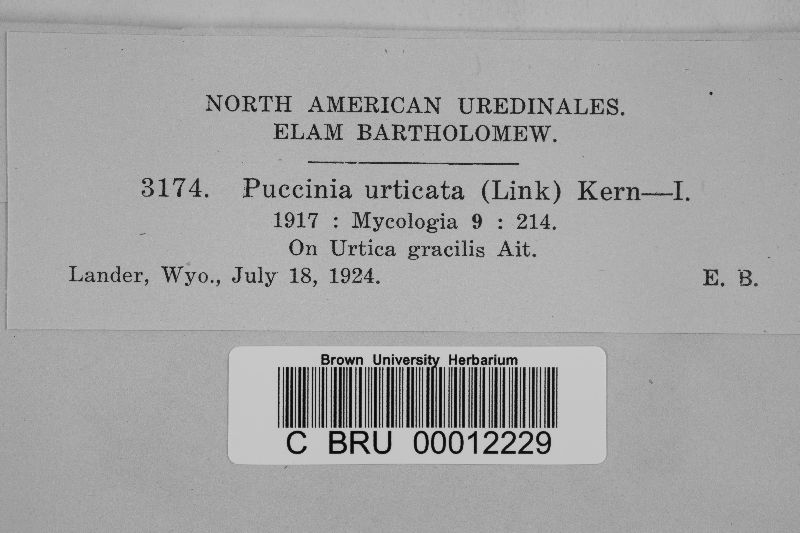 NORTH AMERICAN UREDINALES.
ELAM BARTHOLOMEW.
3174. Puccinia urticata (Link) Kern—I.
1917 : Mycologia 9 : 214.
On Urtica gracilis Ait.
Lander, Wyo., July 18, 1924. E. B.
Brown University Herbarium
C BRU 00012229